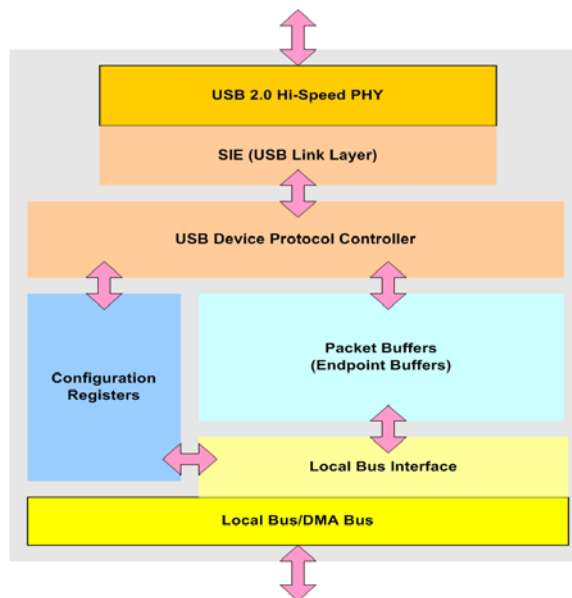 USB 2.0 Hi-Speed PHY
SIE (USB Link Layer)
USB Device Protocol Controller
Configuration
Registers
Packet Buffers
(Endpoint Buffers)
Local Bus Interface
Local Bus/DMA Bus